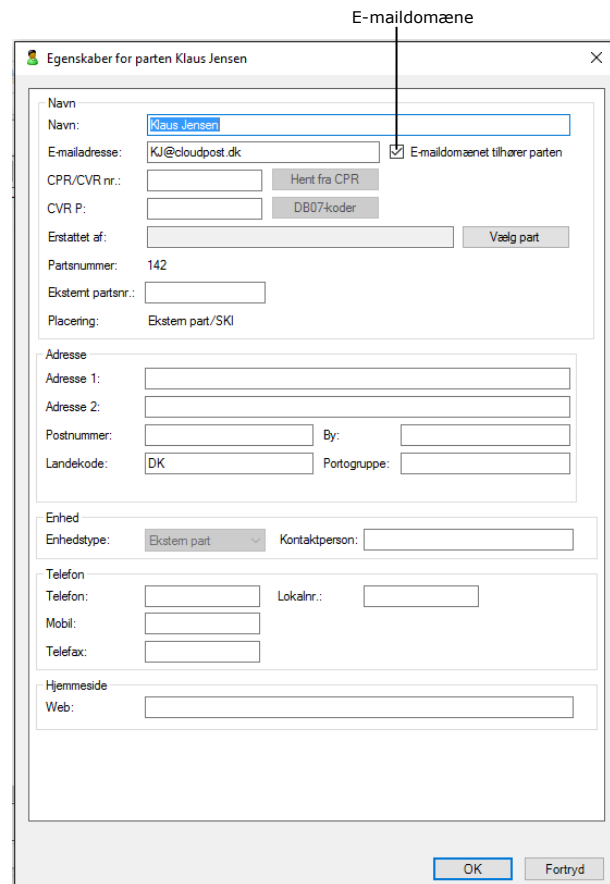 E-maildomæne
Egenskaber for parten Klaus Jensen
Navn
Navn: Klaus Jensen
E-mailadresse: KJ@cloudpost.dk E-maildomænet tilhører parten
CPR/CVR nr.: Hent fra CPR
CVR P: DB07-koder
Erstattet af: Vælg part
Partsnummer: 142
Eksternt partsnr.:
Placering: Ekstern part/SKI
Adresse
Adresse 1:
Adresse 2:
Postnummer: By:
Landekode: DK Portogruppe:
Enhed
Enhedstype: Ekstern part Kontaktperson:
Telefon
Telefon: Lokalnr.:
Mobil:
Telefax:
Hjemmeside
Web:
OK Fortryd